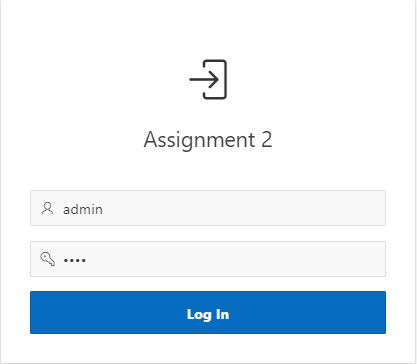 Assignment 2
admin
••••
Log In